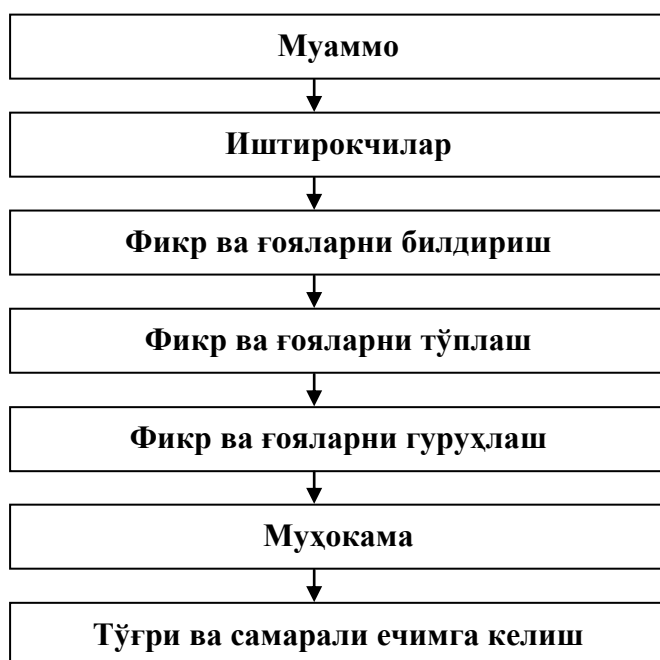 Муаммо
Иштирокчилар
Фикр ва ғояларни билдириш
Фикр ва ғояларни тўплаш
Фикр ва ғояларни гуруҳлаш
Муҳокама
Тўғри ва самарали ечимга келиш